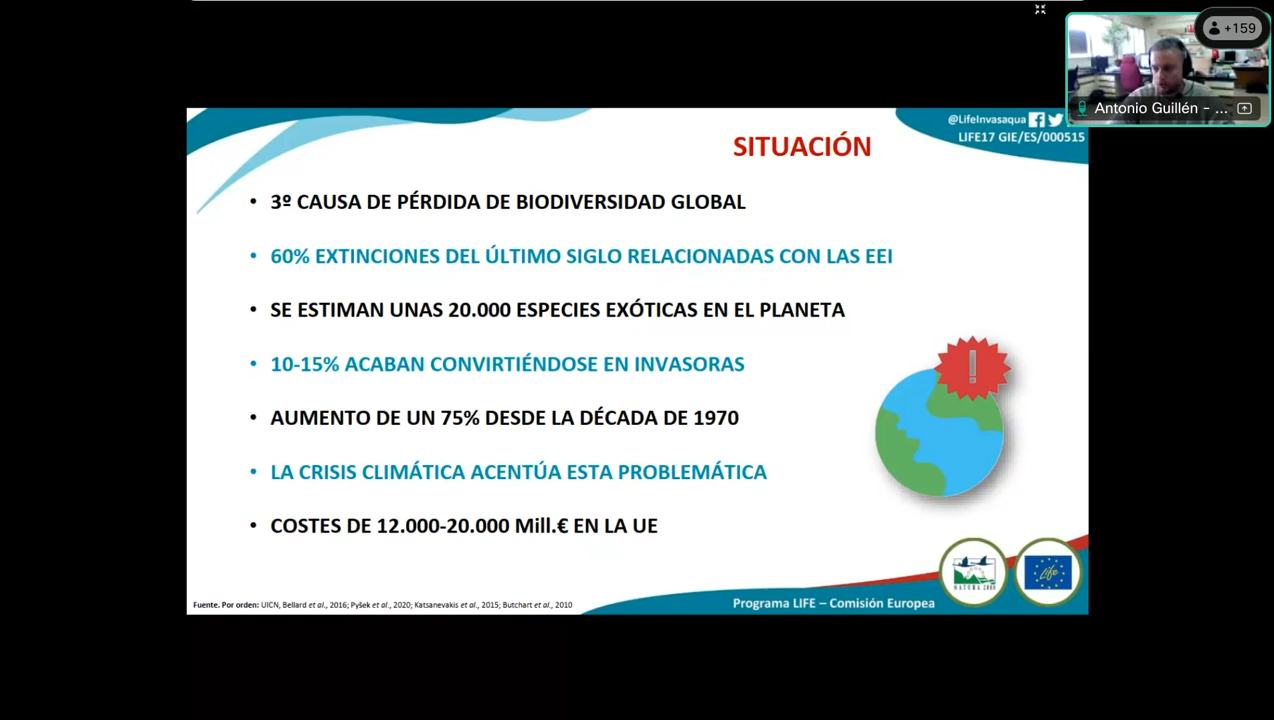 +159
Antonio Guillén - ...
@LifeInvasaqua
LIFE17 GIE/ES/000515
SITUACIÓN
• 3º CAUSA DE PÉRDIDA DE BIODIVERSIDAD GLOBAL
• 60% EXTINCIONES DEL ÚLTIMO SIGLO RELACIONADAS CON LAS EEI
• SE ESTIMAN UNAS 20.000 ESPECIES EXÓTICAS EN EL PLANETA
• 10-15% ACABAN CONVIRTIÉNDOSE EN INVASORAS
• AUMENTO DE UN 75% DESDE LA DÉCADA DE 1970
• LA CRISIS CLIMÁTICA ACENTÚA ESTA PROBLEMÁTICA
• COSTES DE 12.000-20.000 Mill.€ EN LA UE
!
NATURA 2000
Life
Fuente. Por orden: UICN, Bellard et al., 2016; Pyšek et al., 2020; Katsanevakis et al., 2015; Butchart et al., 2010
Programa LIFE – Comisión Europea